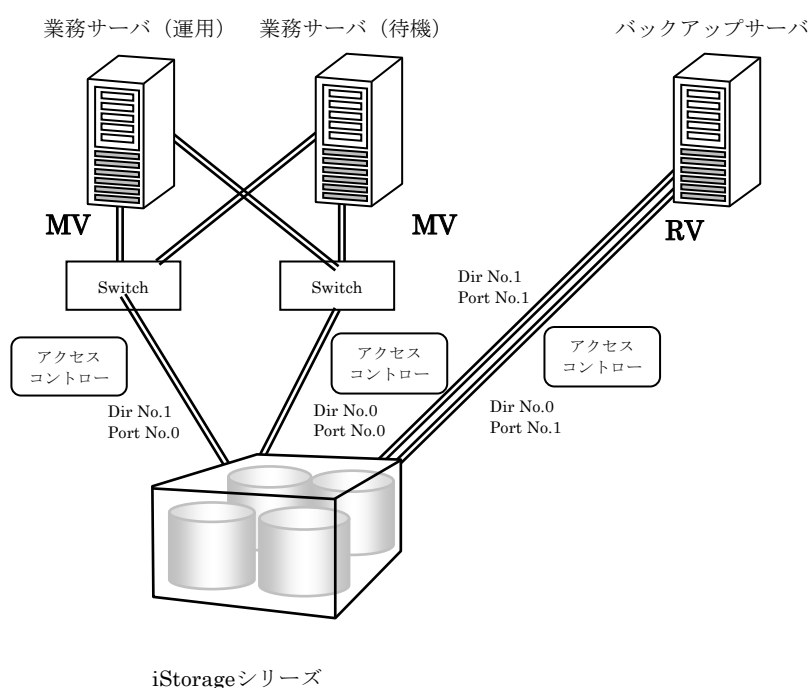 業務サーバ（運用）
業務サーバ（待機）
バックアップサーバ
MV
MV
RV
Switch
Switch
Dir No.1
Port No.1
アクセス
コントロー
アクセス
コントロー
アクセス
コントロー
Dir No.1
Port No.0
Dir No.0
Port No.0
Dir No.0
Port No.1
iStorageシリーズ